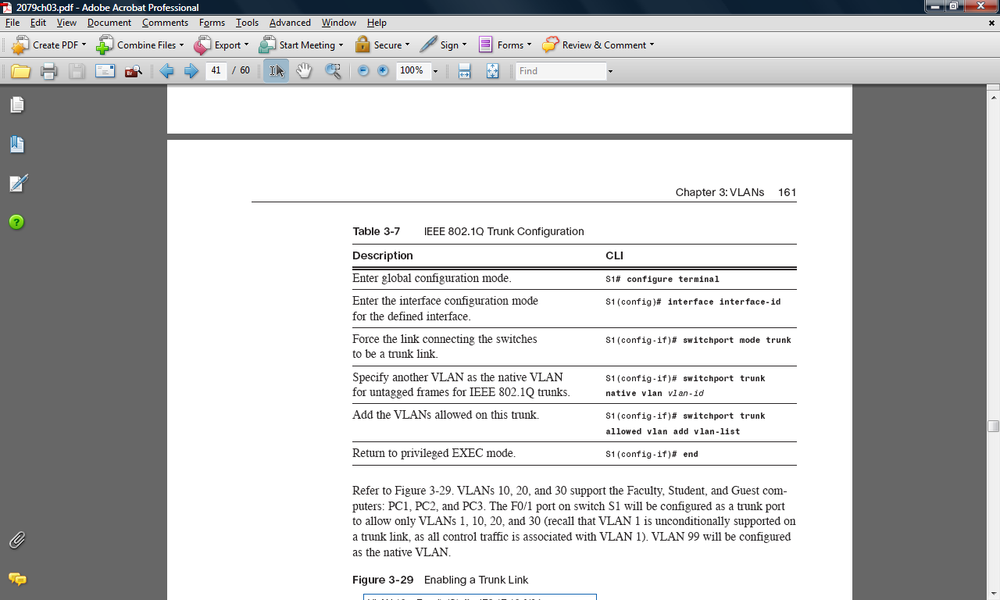 2079ch03.pdf - Adobe Acrobat Professional
File Edit View Document Comments Forms Tools Advanced Window Help
Create PDF Combine Files Export Start Meeting Secure Sign Forms Review & Comment
41 / 60 100% Find
Chapter 3: VLANs 161
Table 3-7 IEEE 802.1Q Trunk Configuration
Description CLI
Enter global configuration mode. S1# configure terminal
Enter the interface configuration mode S1(config)# interface interface-id
for the defined interface.
Force the link connecting the switches S1(config-if)# switchport mode trunk
to be a trunk link.
Specify another VLAN as the native VLAN S1(config-if)# switchport trunk
for untagged frames for IEEE 802.1Q trunks. native vlan vlan-id
Add the VLANs allowed on this trunk. S1(config-if)# switchport trunk
allowed vlan add vlan-list
Return to privileged EXEC mode. S1(config-if)# end
Refer to Figure 3-29. VLANs 10, 20, and 30 support the Faculty, Student, and Guest com-
puters: PC1, PC2, and PC3. The F0/1 port on switch S1 will be configured as a trunk port
to allow only VLANs 1, 10, 20, and 30 (recall that VLAN 1 is unconditionally supported on
a trunk link, as all control traffic is associated with VLAN 1). VLAN 99 will be configured
as the native VLAN.
Figure 3-29 Enabling a Trunk Link